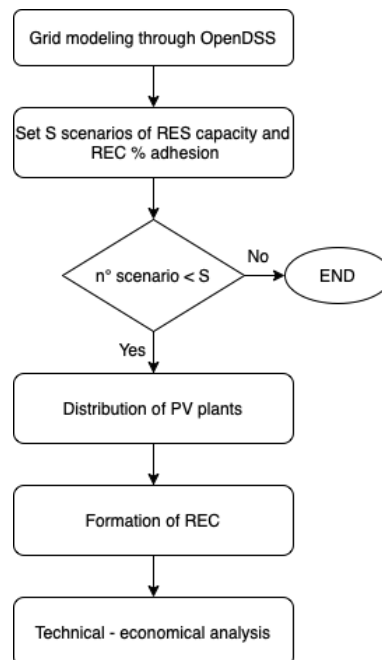 Grid modeling through OpenDSS
Set S scenarios of RES capacity and
REC % adhesion
n° scenario < S
No
END
Yes
Distribution of PV plants
Formation of REC
Technical - economical analysis